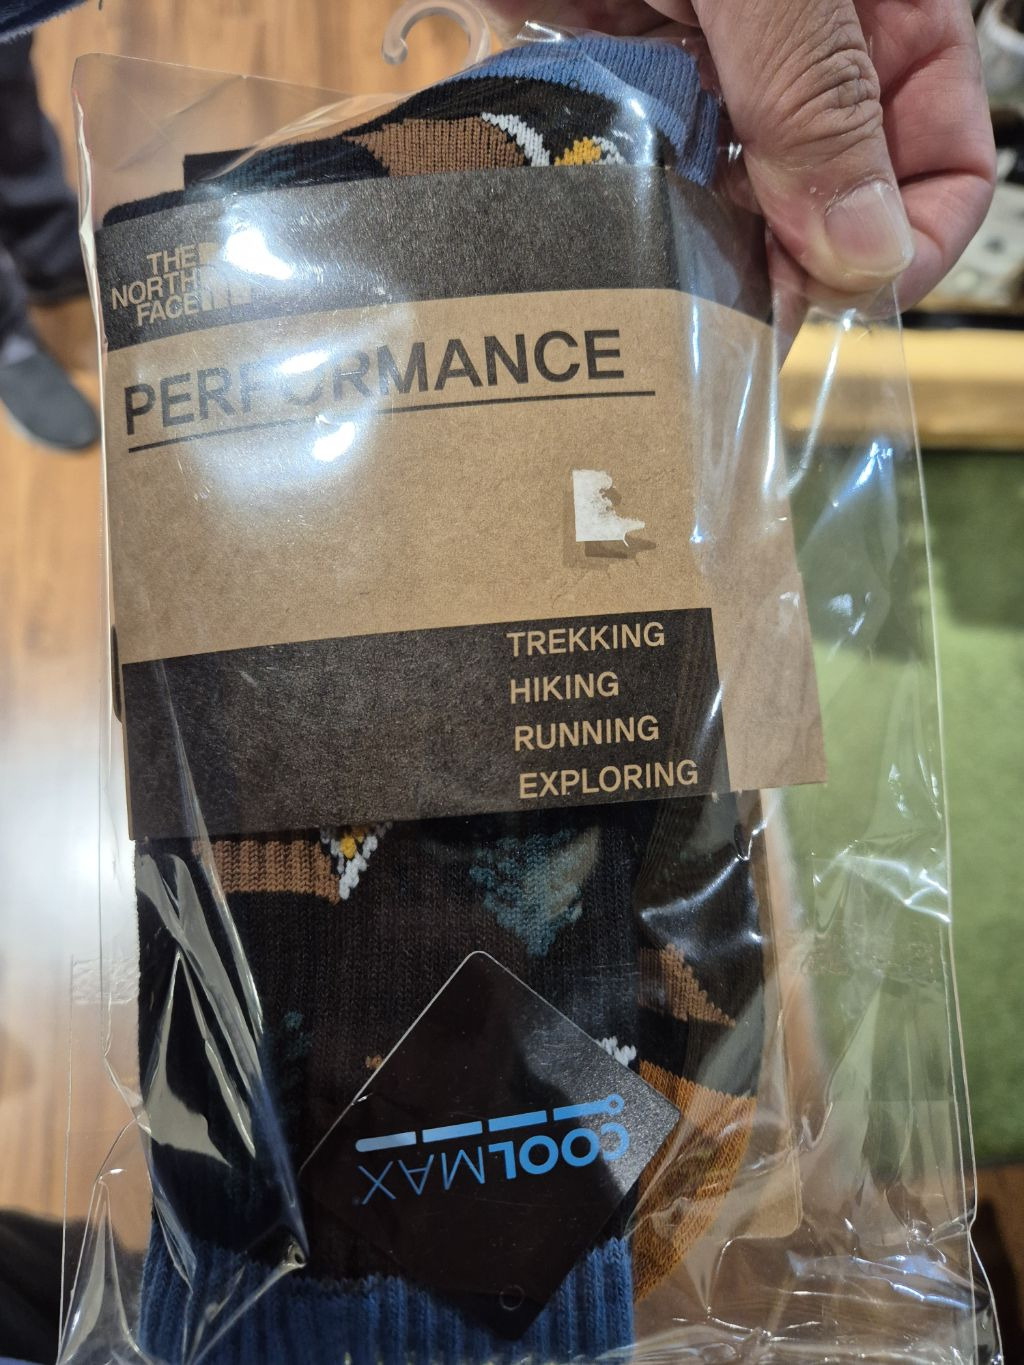 THE
NORTH
FACE
PERFORMANCE
TREKKING
HIKING
RUNNING
EXPLORING
COOLMAX